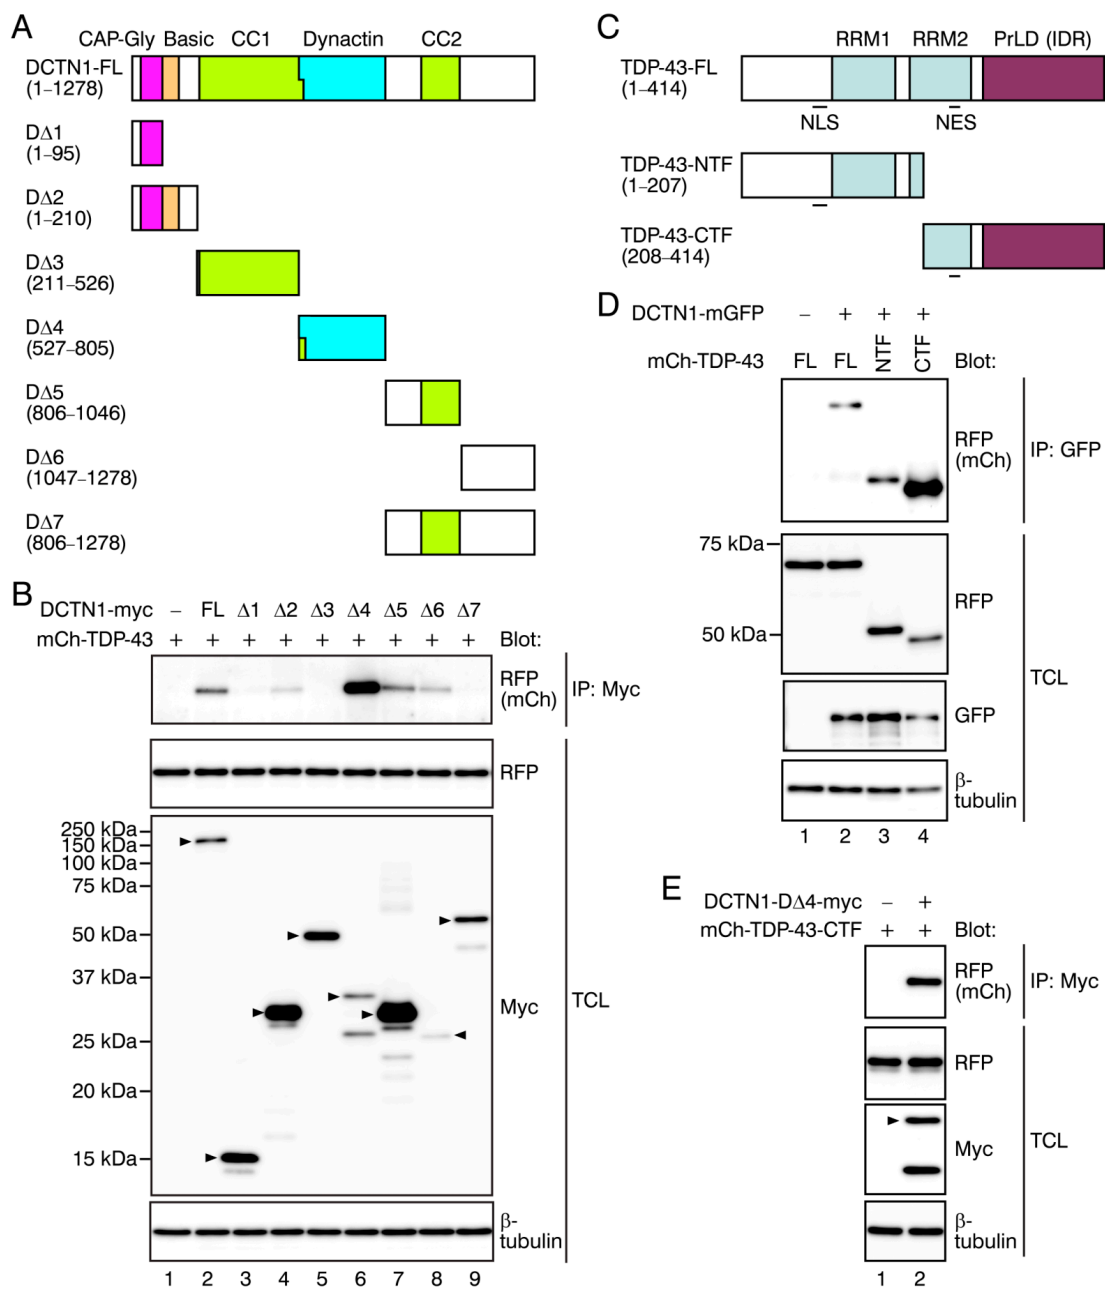 A
CAP-Gly Basic CC1 Dynactin CC2
DCTN1-FL
(1–1278)
DΔ1
(1–95)
DΔ2
(1–210)
DΔ3
(211–526)
DΔ4
(527–805)
DΔ5
(806–1046)
DΔ6
(1047–1278)
DΔ7
(806–1278)
B
DCTN1-myc – FL Δ1 Δ2 Δ3 Δ4 Δ5 Δ6 Δ7
mCh-TDP-43 + + + + + + + + + Blot:
RFP
(mCh)
IP: Myc
RFP
250 kDa
150 kDa
100 kDa
75 kDa
50 kDa
37 kDa
25 kDa
20 kDa
15 kDa
Myc
TCL
β-
tubulin
1 2 3 4 5 6 7 8 9
C
RRM1 RRM2 PrLD (IDR)
TDP-43-FL
(1–414)
NLS NES
TDP-43-NTF
(1–207)
TDP-43-CTF
(208–414)
D
DCTN1-mGFP – + + +
mCh-TDP-43 FL FL NTF CTF Blot:
RFP
(mCh)
IP: GFP
75 kDa
50 kDa
RFP
TCL
GFP
β-
tubulin
1 2 3 4
E
DCTN1-DΔ4-myc – +
mCh-TDP-43-CTF + + Blot:
RFP
(mCh)
IP: Myc
RFP
Myc
TCL
β-
tubulin
1 2